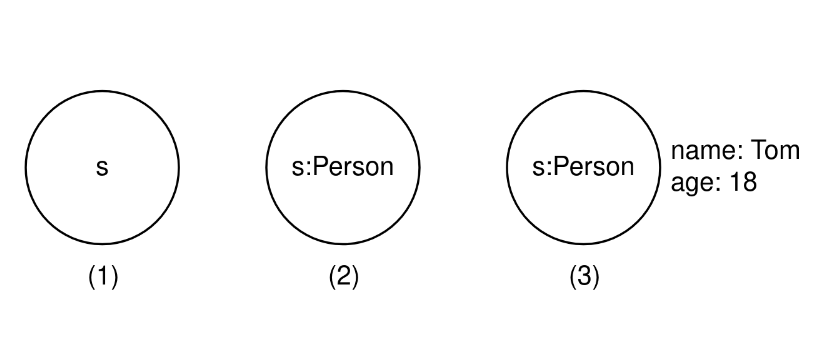 s
(1)
s:Person
(2)
s:Person
name: Tom
age: 18
(3)